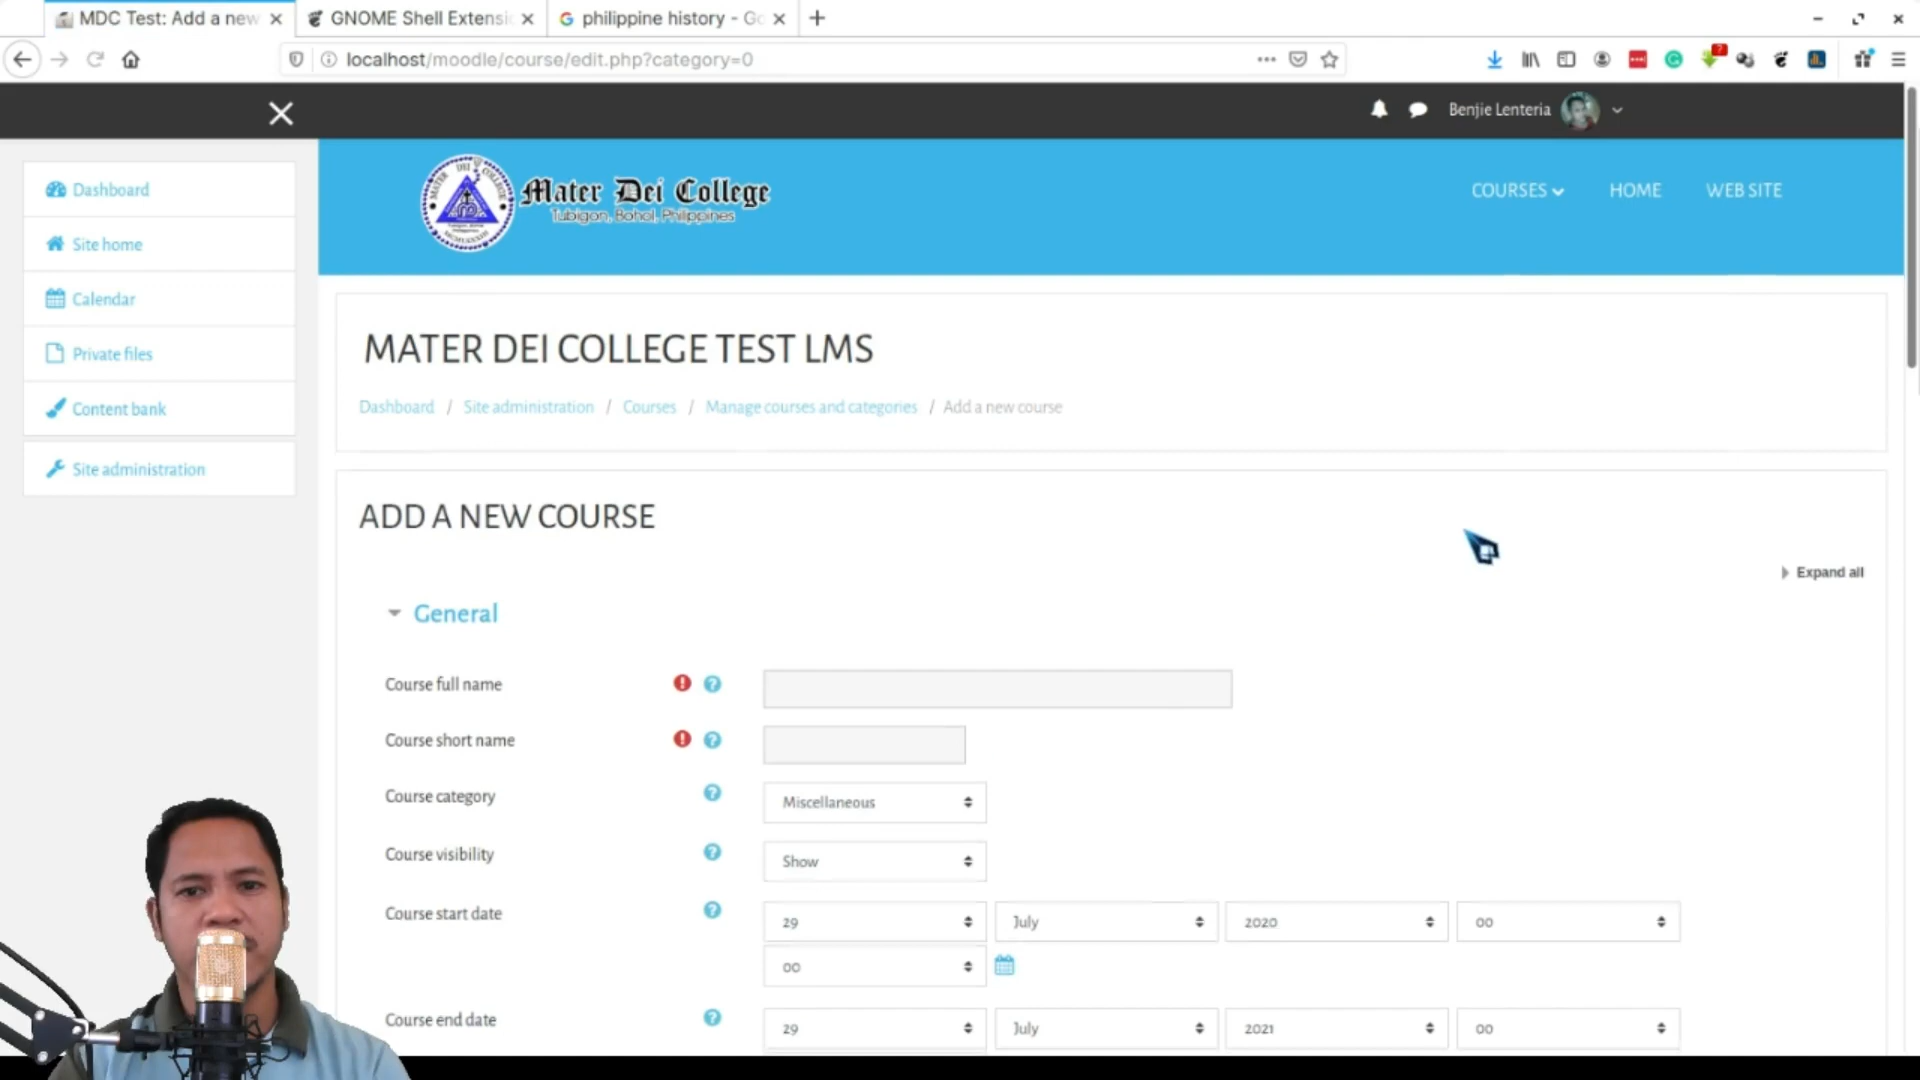 MDC Test: Add a new
GNOME Shell Extensi
philippine history - Go
localhost/moodle/course/edit.php?category=0
Benjie Lenteria
Mater Dei College
Tubigon, Bohol, Philippines
COURSES
HOME
WEB SITE
Dashboard
Site home
Calendar
Private files
Content bank
Site administration
MATER DEI COLLEGE TEST LMS
Dashboard / Site administration / Courses / Manage courses and categories / Add a new course
ADD A NEW COURSE
Expand all
General
Course full name
Course short name
Course category
Miscellaneous
Course visibility
Show
Course start date
29 July 2020 00
00
Course end date
29 July 2021 00